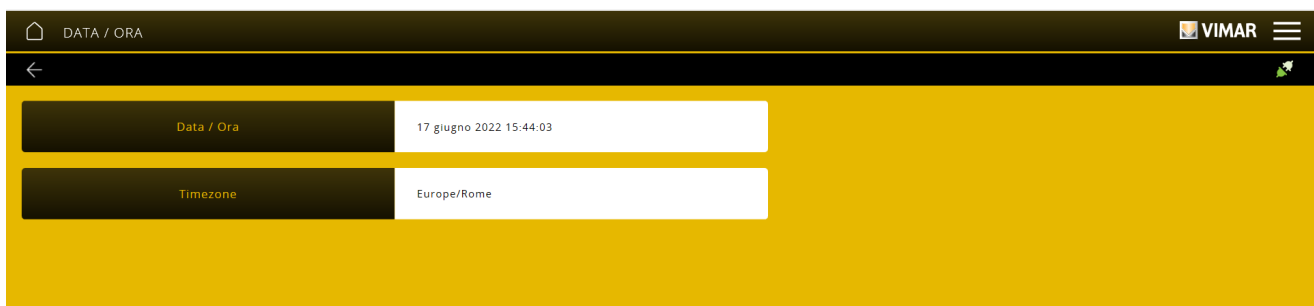 DATA / ORA
VIMAR
Data / Ora
17 giugno 2022 15:44:03
Timezone
Europe/Rome